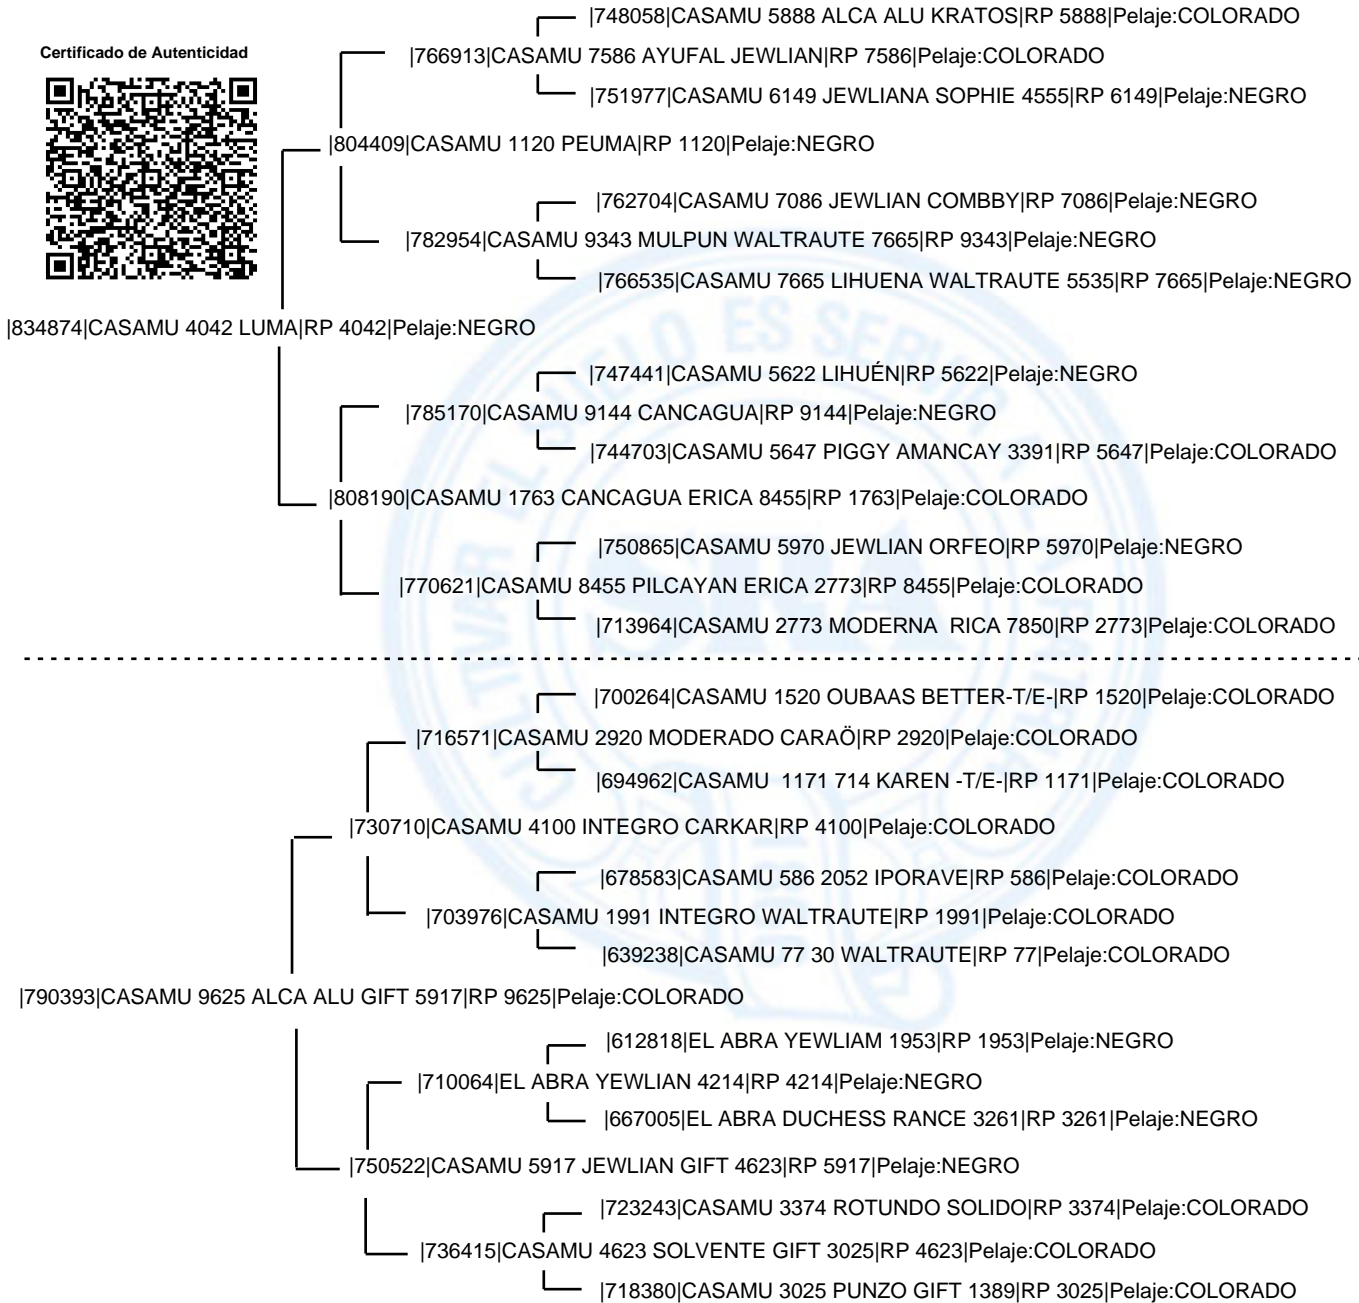 |748058|CASAMU 5888 ALCA ALU KRATOS|RP 5888|Pelaje:COLORADO
Certificado de Autenticidad
|766913|CASAMU 7586 AYUFAL JEWLIAN|RP 7586|Pelaje:COLORADO
|751977|CASAMU 6149 JEWLIANA SOPHIE 4555|RP 6149|Pelaje:NEGRO
|804409|CASAMU 1120 PEUMA|RP 1120|Pelaje:NEGRO
|762704|CASAMU 7086 JEWLIAN COMBBY|RP 7086|Pelaje:NEGRO
|782954|CASAMU 9343 MULPUN WALTRAUTE 7665|RP 9343|Pelaje:NEGRO
|766535|CASAMU 7665 LIHUENA WALTRAUTE 5535|RP 7665|Pelaje:NEGRO
|834874|CASAMU 4042 LUMA|RP 4042|Pelaje:NEGRO
|747441|CASAMU 5622 LIHUÉN|RP 5622|Pelaje:NEGRO
|785170|CASAMU 9144 CANCAGUA|RP 9144|Pelaje:NEGRO
|744703|CASAMU 5647 PIGGY AMANCAY 3391|RP 5647|Pelaje:COLORADO
|808190|CASAMU 1763 CANCAGUA ERICA 8455|RP 1763|Pelaje:COLORADO
|750865|CASAMU 5970 JEWLIAN ORFEO|RP 5970|Pelaje:NEGRO
|770621|CASAMU 8455 PILCAYAN ERICA 2773|RP 8455|Pelaje:COLORADO
|713964|CASAMU 2773 MODERNA  RICA 7850|RP 2773|Pelaje:COLORADO
|700264|CASAMU 1520 OUBAAS BETTER-T/E-|RP 1520|Pelaje:COLORADO
|716571|CASAMU 2920 MODERADO CARAÖ|RP 2920|Pelaje:COLORADO
|694962|CASAMU  1171 714 KAREN -T/E-|RP 1171|Pelaje:COLORADO
|730710|CASAMU 4100 INTEGRO CARKAR|RP 4100|Pelaje:COLORADO
|678583|CASAMU 586 2052 IPORAVE|RP 586|Pelaje:COLORADO
|703976|CASAMU 1991 INTEGRO WALTRAUTE|RP 1991|Pelaje:COLORADO
|639238|CASAMU 77 30 WALTRAUTE|RP 77|Pelaje:COLORADO
|790393|CASAMU 9625 ALCA ALU GIFT 5917|RP 9625|Pelaje:COLORADO
|612818|EL ABRA YEWLIAM 1953|RP 1953|Pelaje:NEGRO
|710064|EL ABRA YEWLIAN 4214|RP 4214|Pelaje:NEGRO
|667005|EL ABRA DUCHESS RANCE 3261|RP 3261|Pelaje:NEGRO
|750522|CASAMU 5917 JEWLIAN GIFT 4623|RP 5917|Pelaje:NEGRO
|723243|CASAMU 3374 ROTUNDO SOLIDO|RP 3374|Pelaje:COLORADO
|736415|CASAMU 4623 SOLVENTE GIFT 3025|RP 4623|Pelaje:COLORADO
|718380|CASAMU 3025 PUNZO GIFT 1389|RP 3025|Pelaje:COLORADO
CULTIVAR EL SUELO ES SERVIR A LA PATRIA
SRA
1866